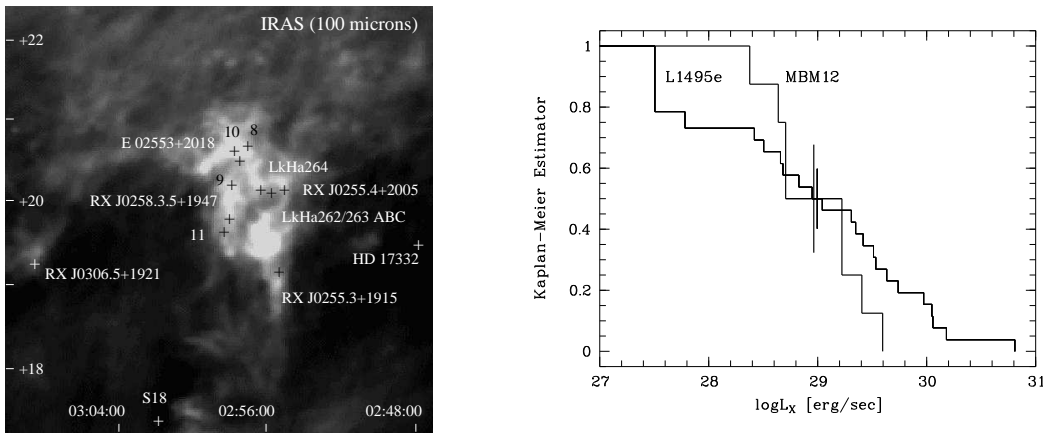 IRAS (100 microns)
+22
10 8
E 02553+2018
LkHa264
9
+20
RX J0255.4+2005
RX J0258.3.5+1947
LkHa262/263 ABC
11
HD 17332
RX J0306.5+1921
RX J0255.3+1915
+18
S18
03:04:00 02:56:00 02:48:00
Kaplan-Meier Estimator
1
0.8
0.6
0.4
0.2
0
L1495e MBM12
27 28 29 30 31
logLX [erg/sec]